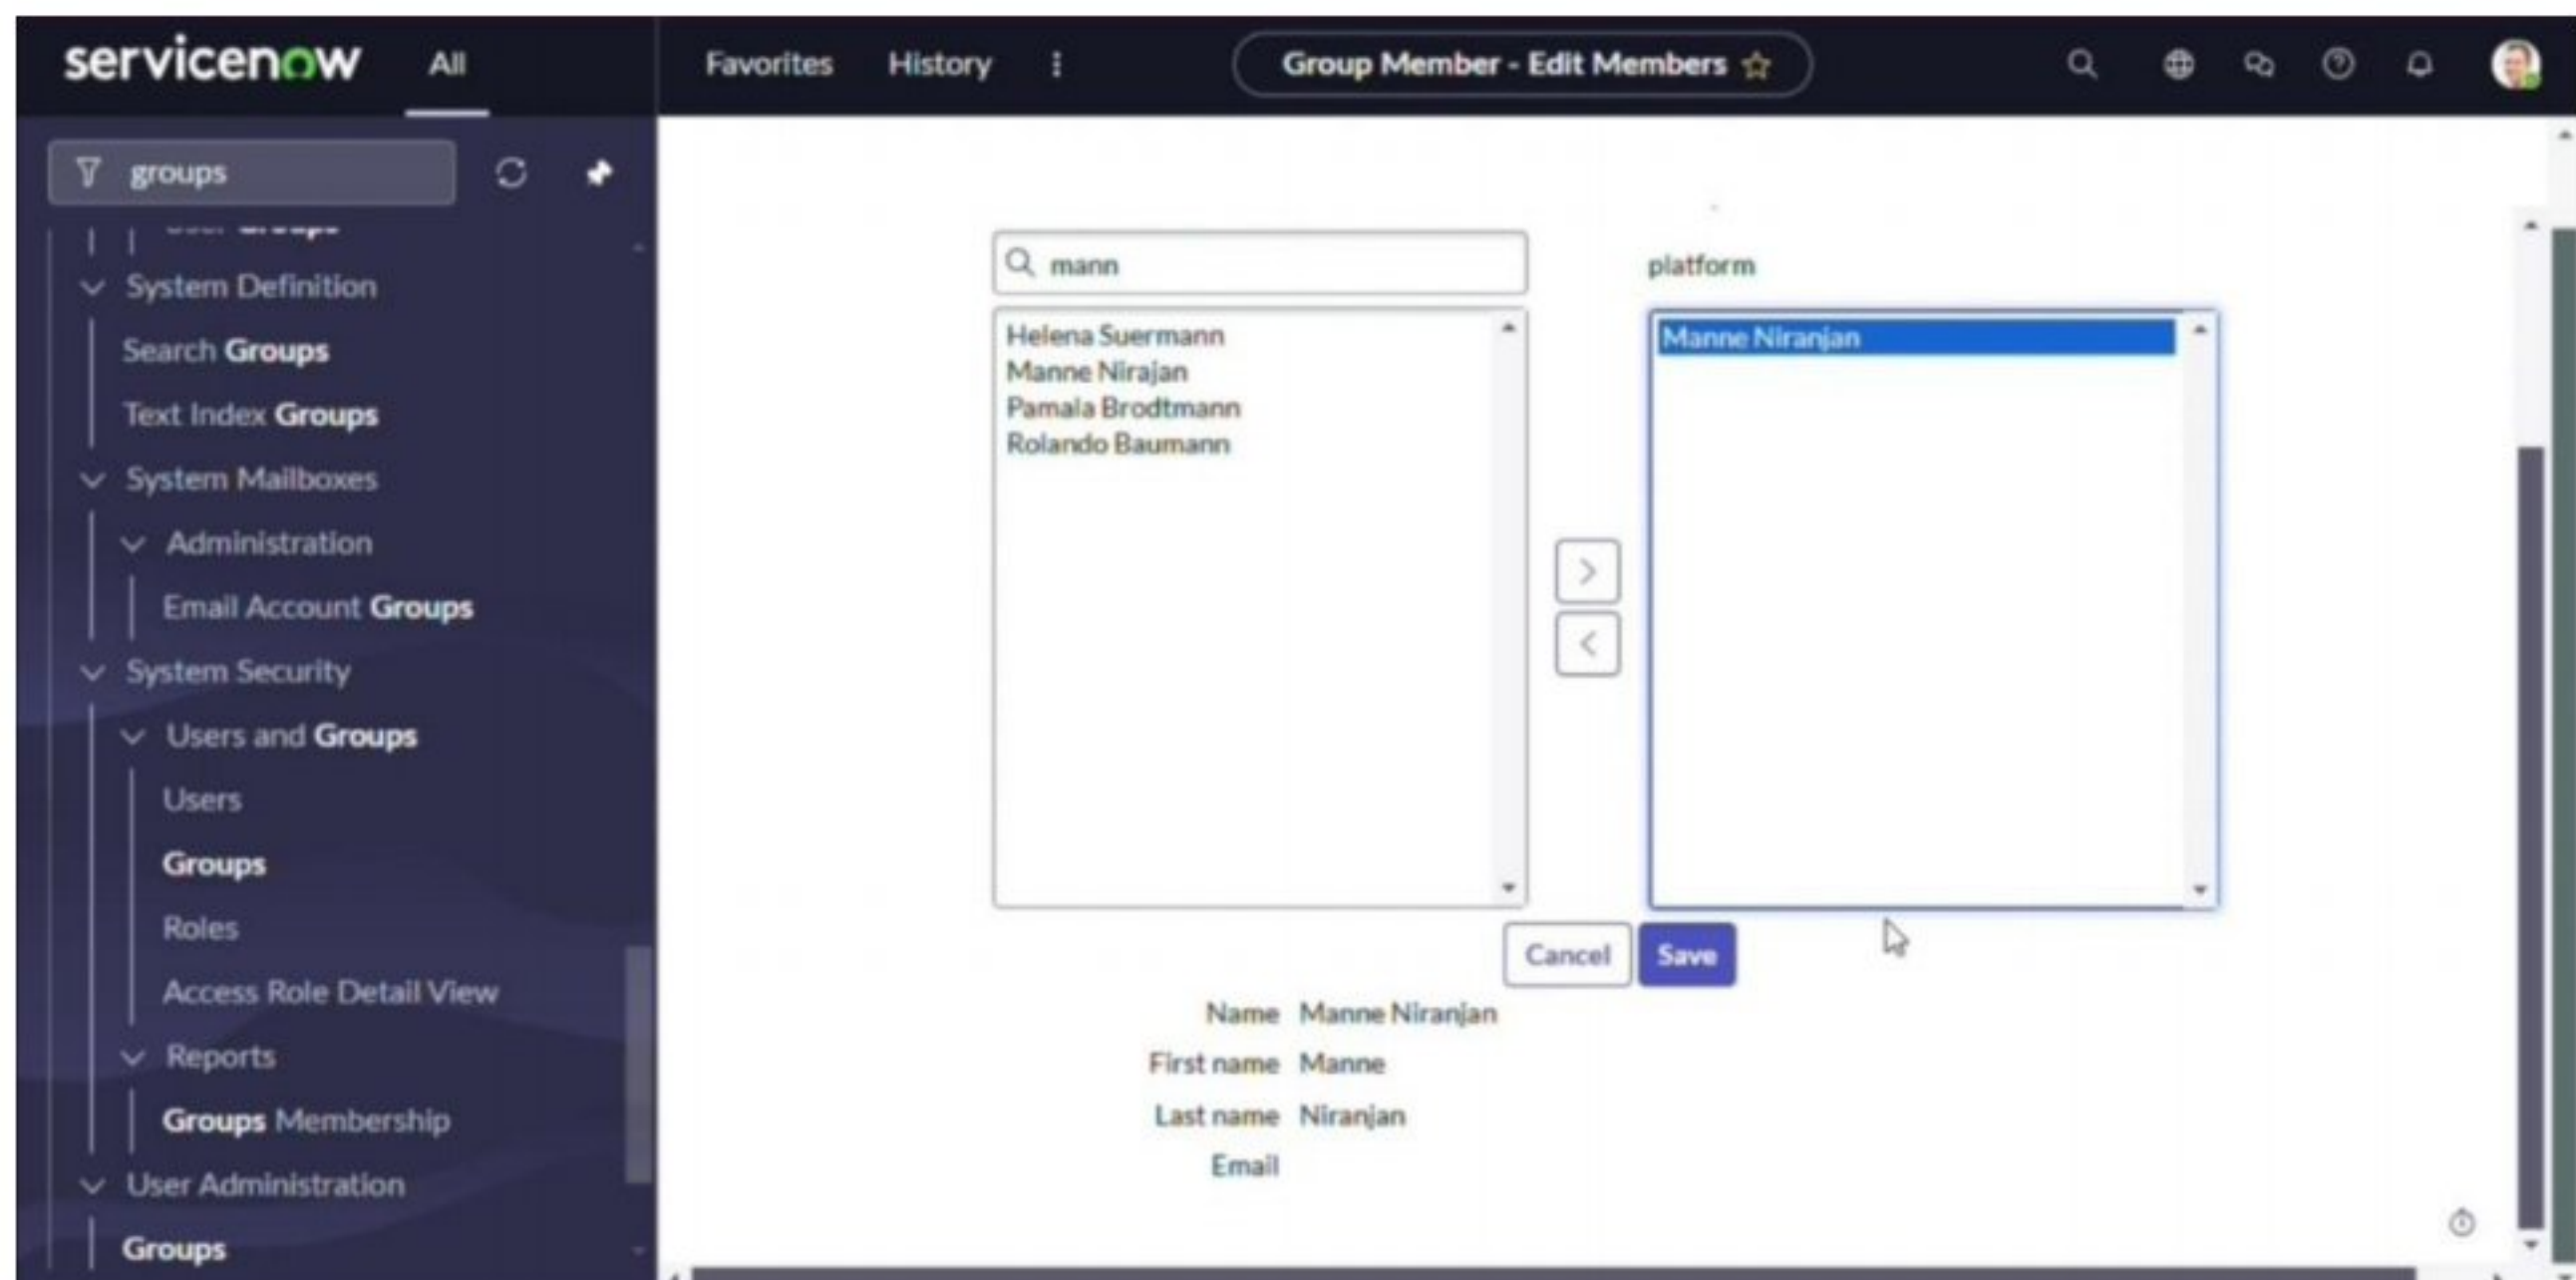 servicenow
All
Favorites
History
Group Member - Edit Members
groups
User Groups
System Definition
Search Groups
Text Index Groups
System Mailboxes
Administration
Email Account Groups
System Security
Users and Groups
Users
Groups
Roles
Access Role Detail View
Reports
Groups Membership
User Administration
Groups
mann
Helena Suermann
Manne Nirajan
Pamala Brodtmann
Rolando Baumann
platform
Manne Niranjan
Cancel
Save
Name Manne Niranjan
First name Manne
Last name Niranjan
Email